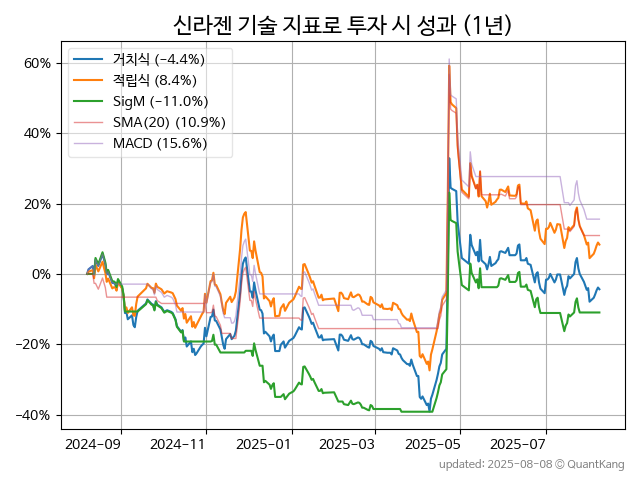 신라젠 기술 지표로 투자 시 성과 (1년)
거치식 (−4.4%)
적립식 (8.4%)
SigM (−11.0%)
SMA(20) (10.9%)
MACD (15.6%)
60%
40%
20%
0%
−20%
−40%
2024-09 2024-11 2025-01 2025-03 2025-05 2025-07
updated: 2025-08-08 © QuantKang